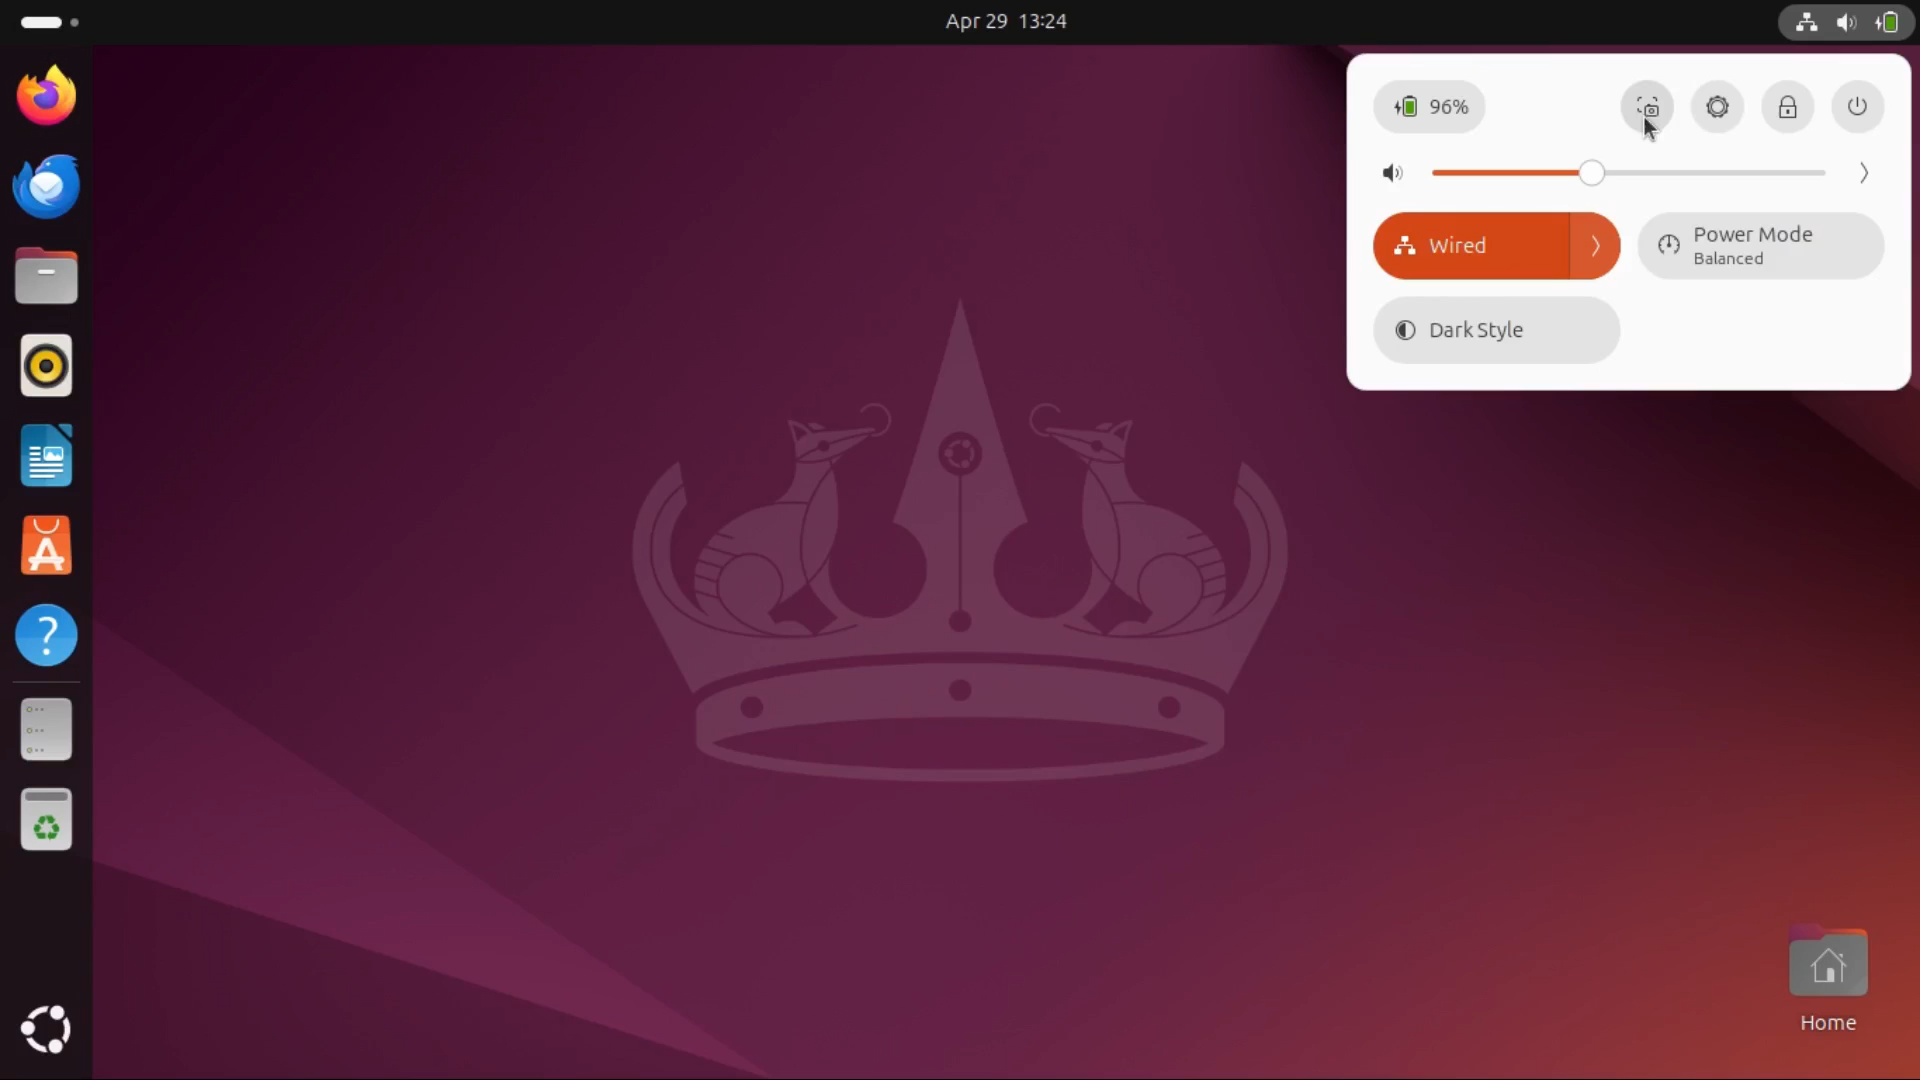 Apr 29 13:24
96%
Wired
Power Mode
Balanced
Dark Style
Home